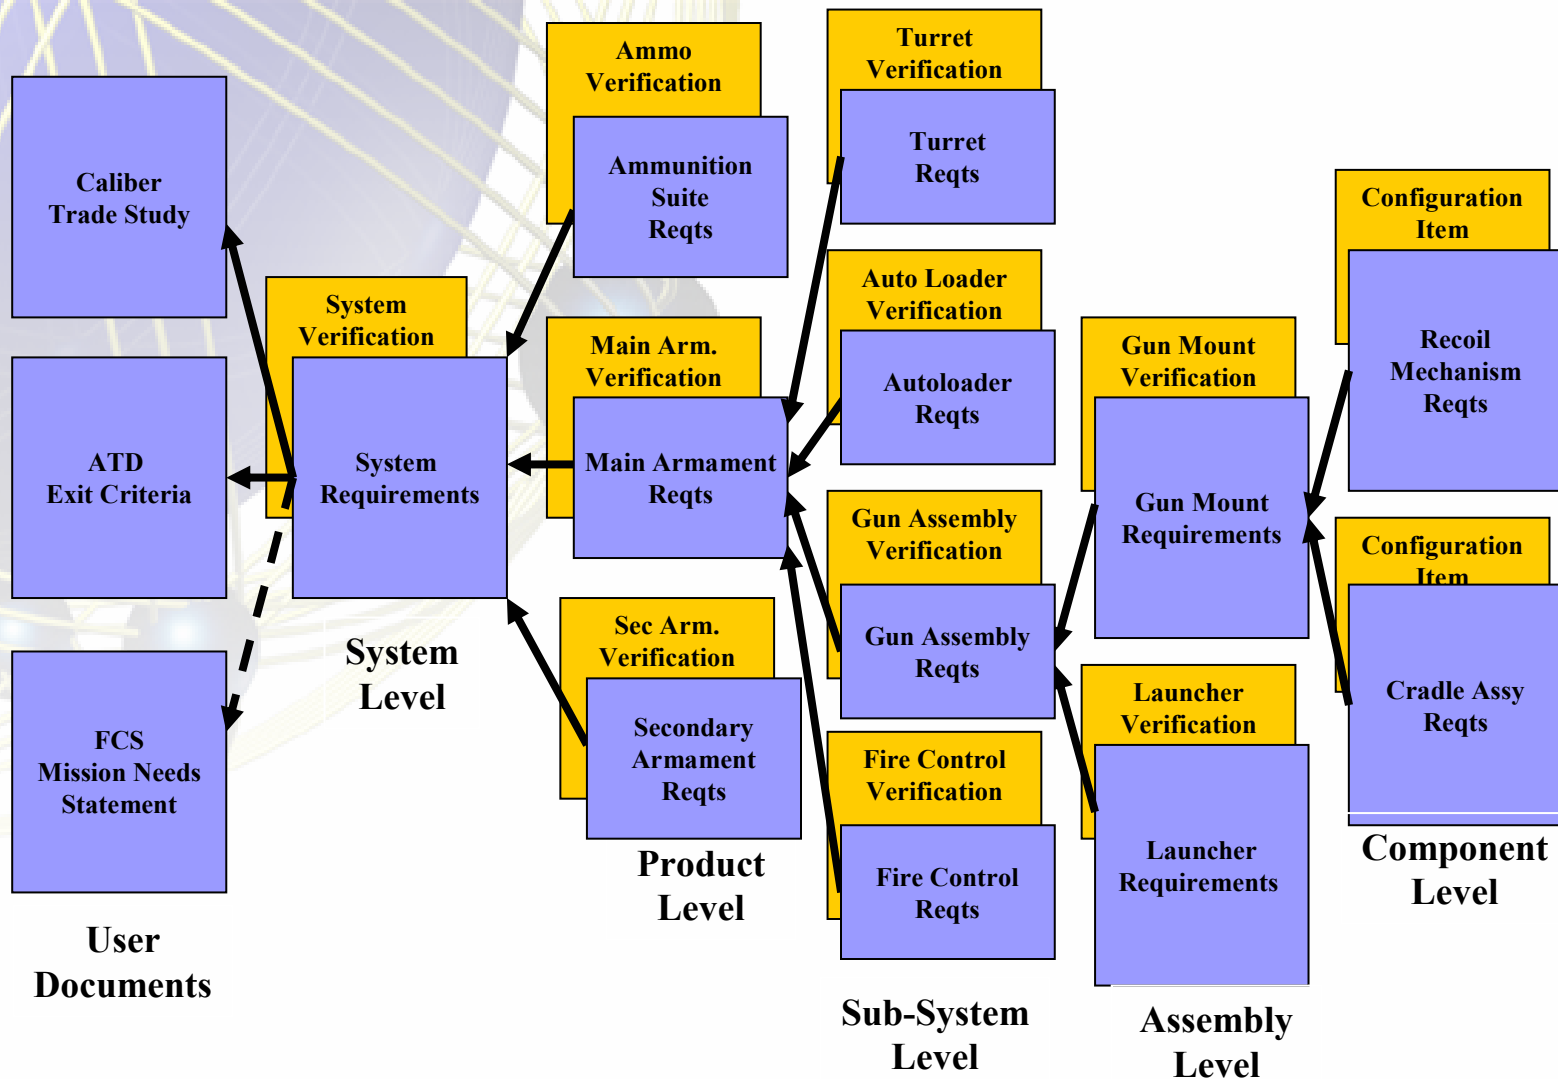 Caliber
Trade Study
ATD
Exit Criteria
FCS
Mission Needs
Statement
User
Documents
System
Verification
System
Requirements
System
Level
Ammo
Verification
Ammunition
Suite
Reqts
Main Arm.
Verification
Main Armament
Reqts
Sec Arm.
Verification
Secondary
Armament
Reqts
Product
Level
Turret
Verification
Turret
Reqts
Auto Loader
Verification
Autoloader
Reqts
Gun Assembly
Verification
Gun Assembly
Reqts
Fire Control
Verification
Fire Control
Reqts
Sub-System
Level
Gun Mount
Verification
Gun Mount
Requirements
Launcher
Verification
Launcher
Requirements
Assembly
Level
Configuration
Item
Recoil
Mechanism
Reqts
Configuration
Item
Cradle Assy
Reqts
Component
Level